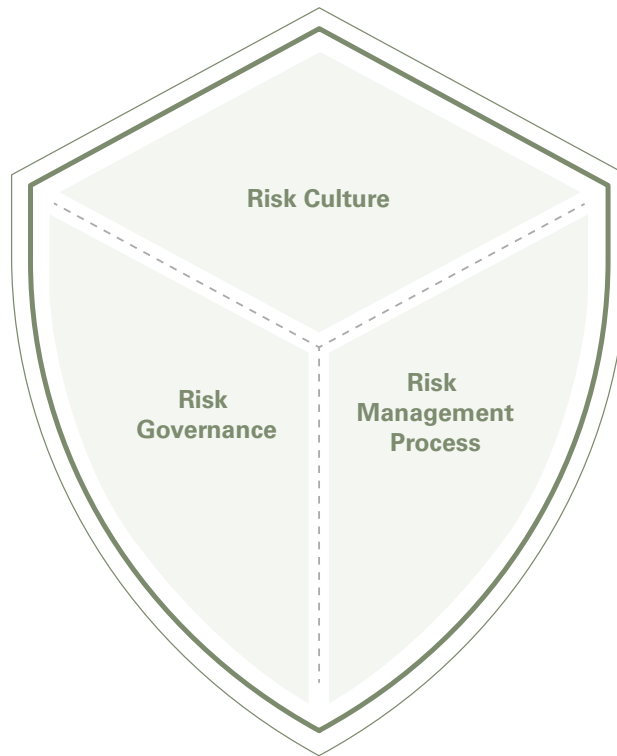 Risk Culture
Risk
Governance
Risk
Management
Process